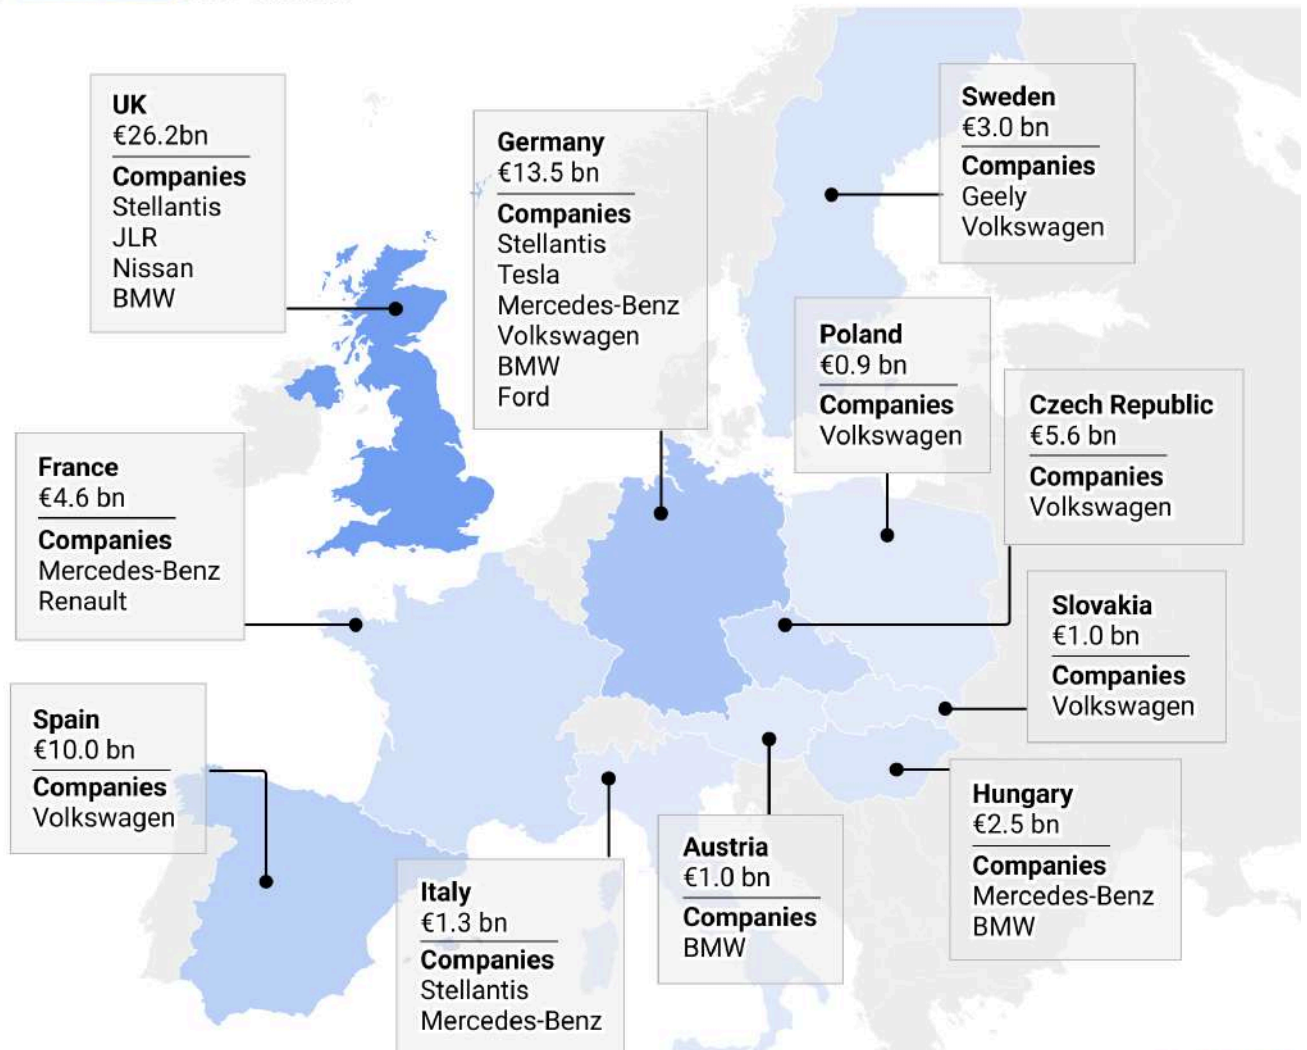 UK
€26.2bn
Companies
Stellantis
JLR
Nissan
BMW
Germany
€13.5 bn
Companies
Stellantis
Tesla
Mercedes-Benz
Volkswagen
BMW
Ford
Sweden
€3.0 bn
Companies
Geely
Volkswagen
Poland
€0.9 bn
Companies
Volkswagen
Czech Republic
€5.6 bn
Companies
Volkswagen
France
€4.6 bn
Companies
Mercedes-Benz
Renault
Slovakia
€1.0 bn
Companies
Volkswagen
Spain
€10.0 bn
Companies
Volkswagen
Hungary
€2.5 bn
Companies
Mercedes-Benz
BMW
Austria
€1.0 bn
Companies
BMW
Italy
€1.3 bn
Companies
Stellantis
Mercedes-Benz